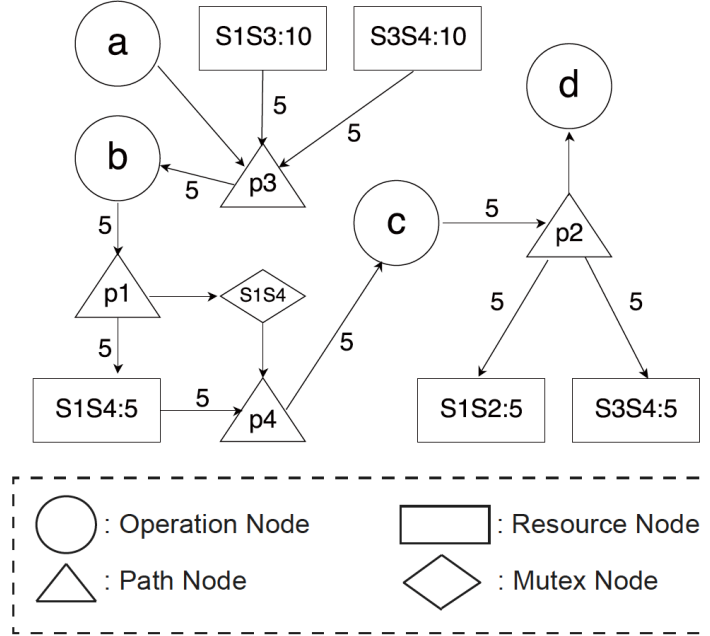 a
S1S3:10
S3S4:10
d
5
5
b
5
p3
c
5
p2
5
p1
S1S4
5
5
5
5
S1S4:5
5
p4
S1S2:5
S3S4:5
: Operation Node
: Resource Node
: Path Node
: Mutex Node